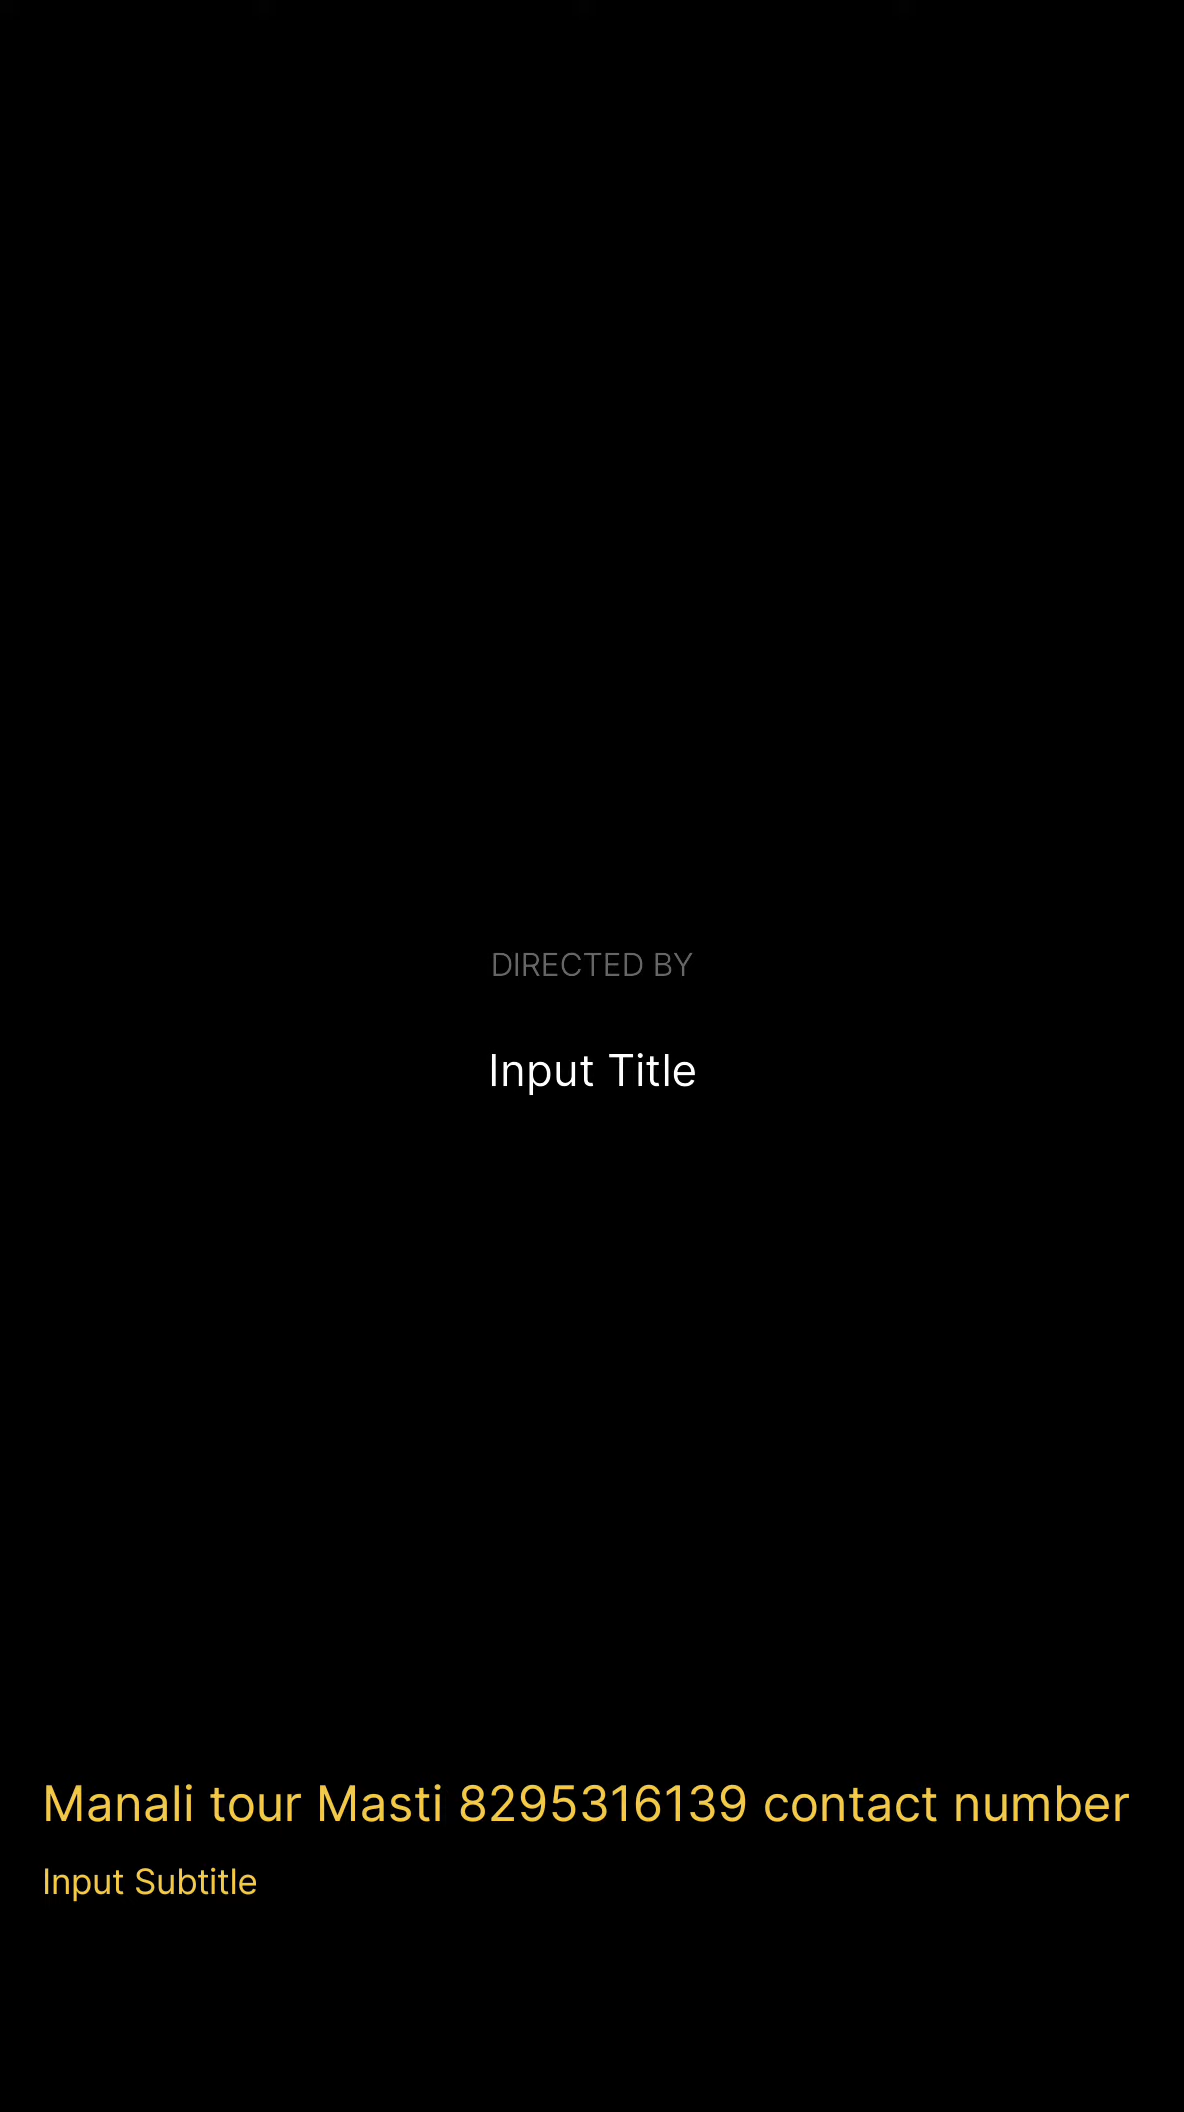 DIRECTED BY
Input Title
Manali tour Masti 8295316139 contact number
Input Subtitle